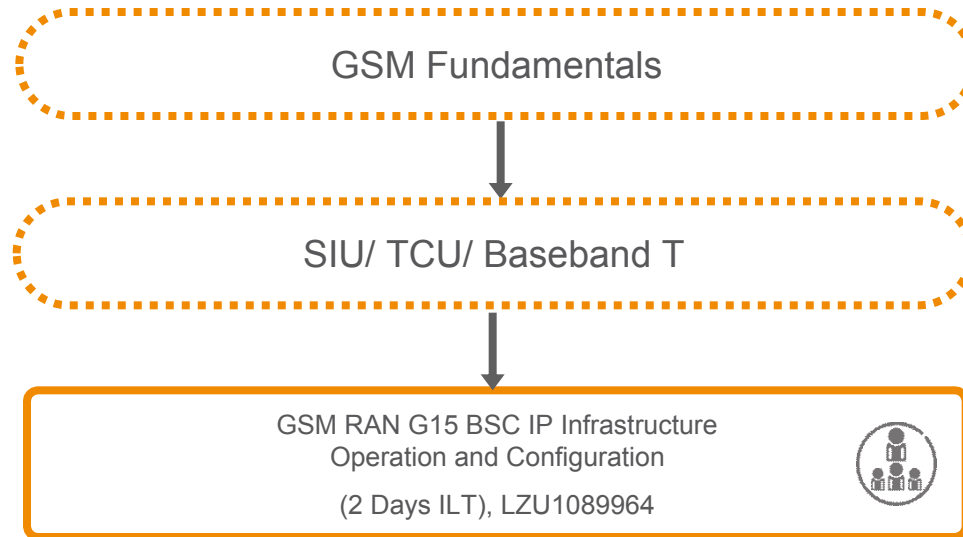 GSM Fundamentals
SIU/ TCU/ Baseband T
GSM RAN G15 BSC IP Infrastructure
Operation and Configuration
(2 Days ILT), LZU1089964